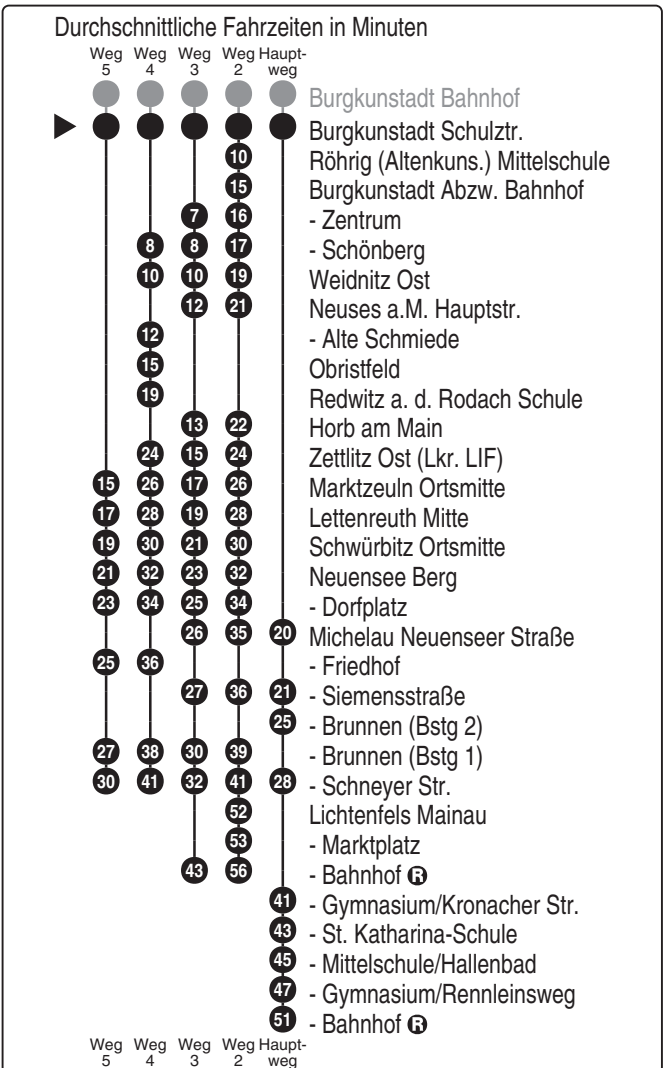 Durchschnittliche Fahrzeiten in Minuten
Weg Weg Weg Weg Haupt-
5 4 3 2 weg
Burgkunstadt Bahnhof
Burgkunstadt Schulztr.
10 Röhrig (Altenkuns.) Mittelschule
15 Burgkunstadt Abzw. Bahnhof
7 16 - Zentrum
8 8 17 - Schönberg
10 10 19 Weidnitz Ost
12 21 Neuses a.M. Hauptstr.
12 - Alte Schmiede
15 Obristfeld
19 Redwitz a. d. Rodach Schule
13 22 Horb am Main
24 15 24 Zettlitz Ost (Lkr. LIF)
15 26 17 26 Marktzeuln Ortsmitte
17 28 19 28 Lettenreuth Mitte
19 30 21 30 Schwürbitz Ortsmitte
21 32 23 32 Neuensee Berg
23 34 25 34 - Dorfplatz
26 35 20 Michelau Neuenseer Straße
25 36 - Friedhof
27 36 21 - Siemensstraße
25 - Brunnen (Bstg 2)
27 38 30 39 - Brunnen (Bstg 1)
30 41 32 41 28 - Schneyer Str.
52 Lichtenfels Mainau
53 - Marktplatz
43 56 - Bahnhof R
41 - Gymnasium/Kronacher Str.
43 - St. Katharina-Schule
45 - Mittelschule/Hallenbad
47 - Gymnasium/Rennleinsweg
51 - Bahnhof R
Weg Weg Weg Weg Haupt-
5 4 3 2 weg